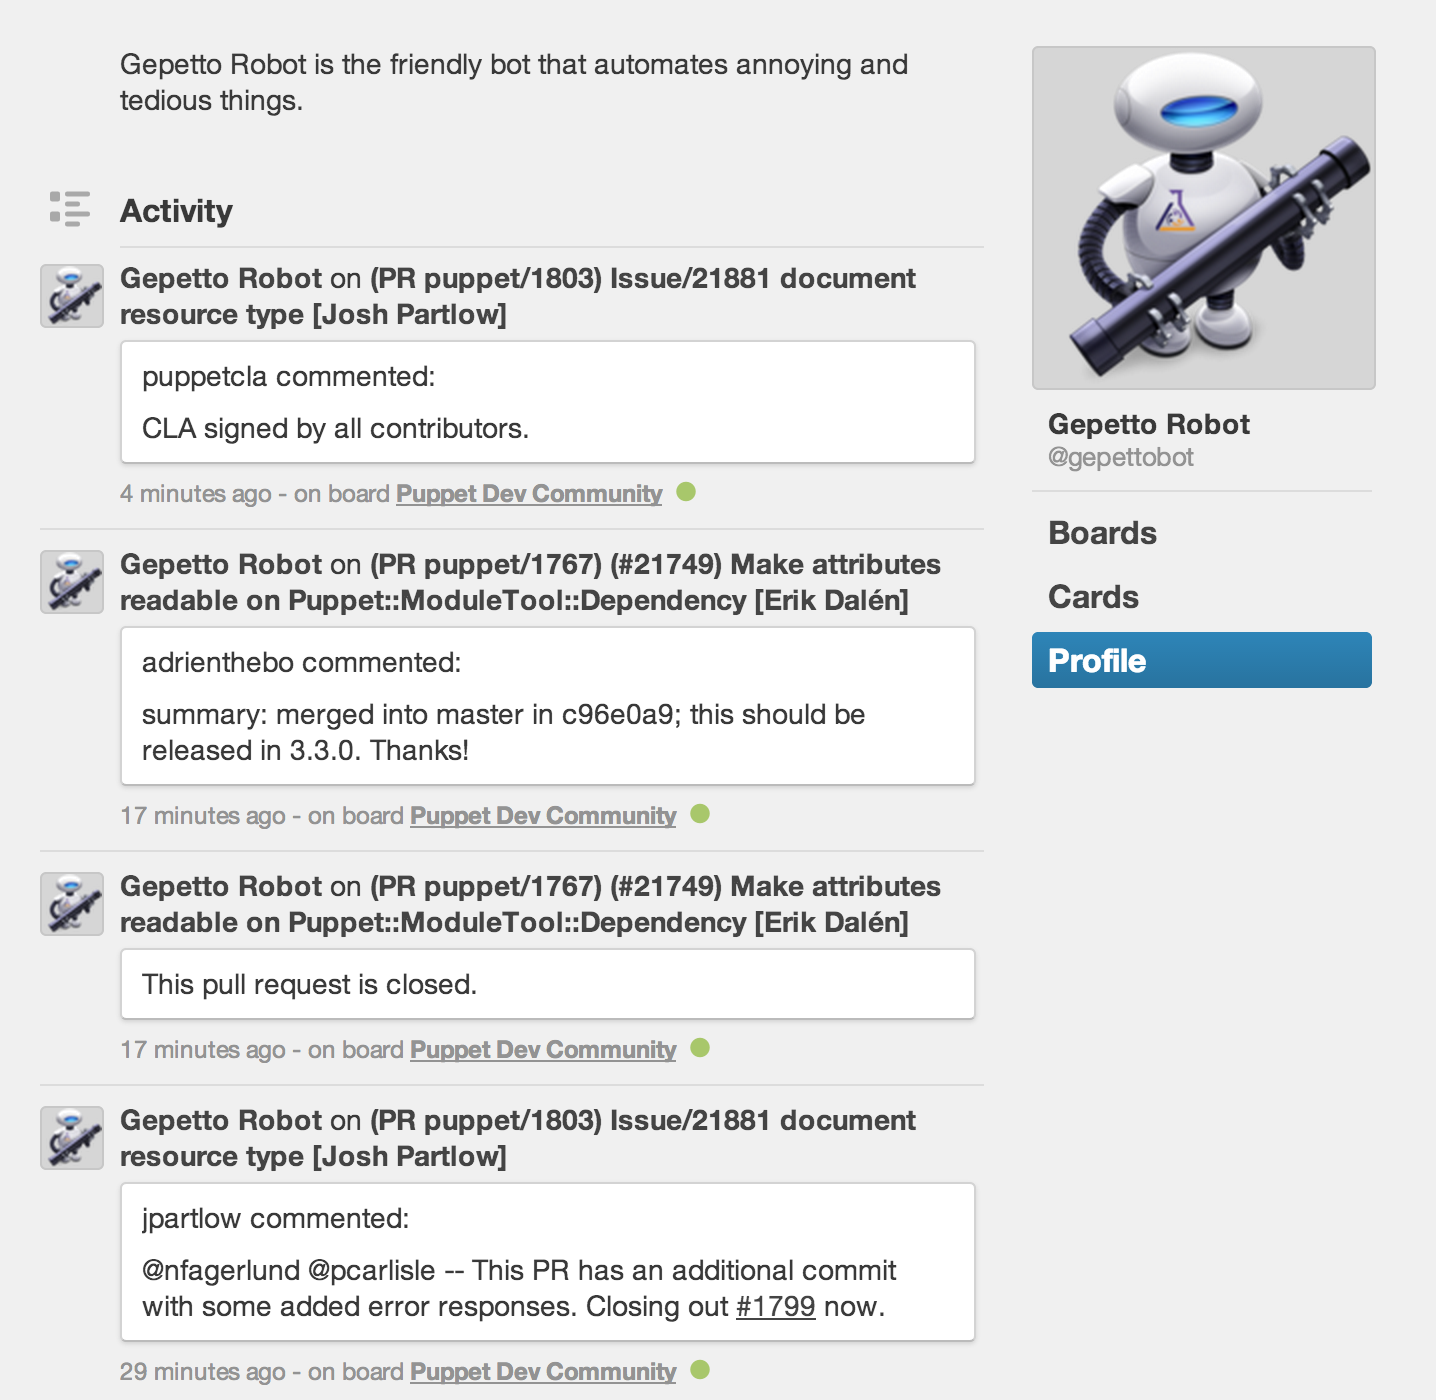 Gepetto Robot is the friendly bot that automates annoying and
tedious things.
Activity
Gepetto Robot on (PR puppet/1803) Issue/21881 document
resource type [Josh Partlow]
puppetcla commented:
CLA signed by all contributors.
4 minutes ago - on board Puppet Dev Community
Gepetto Robot on (PR puppet/1767) (#21749) Make attributes
readable on Puppet::ModuleTool::Dependency [Erik Dalén]
adrienthebo commented:
summary: merged into master in c96e0a9; this should be
released in 3.3.0. Thanks!
17 minutes ago - on board Puppet Dev Community
Gepetto Robot on (PR puppet/1767) (#21749) Make attributes
readable on Puppet::ModuleTool::Dependency [Erik Dalén]
This pull request is closed.
17 minutes ago - on board Puppet Dev Community
Gepetto Robot on (PR puppet/1803) Issue/21881 document
resource type [Josh Partlow]
jpartlow commented:
@nfagerlund @pcarlisle -- This PR has an additional commit
with some added error responses. Closing out #1799 now.
29 minutes ago - on board Puppet Dev Community
Gepetto Robot
@gepettobot
Boards
Cards
Profile